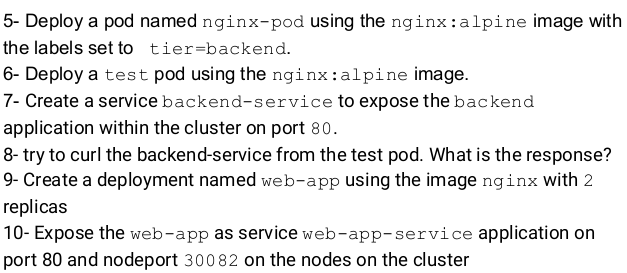 5- Deploy a pod named nginx-pod using the nginx:alpine image with
the labels set to tier=backend.
6- Deploy a test pod using the nginx:alpine image.
7- Create a service backend-service to expose the backend
application within the cluster on port 80.
8- try to curl the backend-service from the test pod. What is the response?
9- Create a deployment named web-app using the image nginx with 2
replicas
10- Expose the web-app as service web-app-service application on
port 80 and nodeport 30082 on the nodes on the cluster